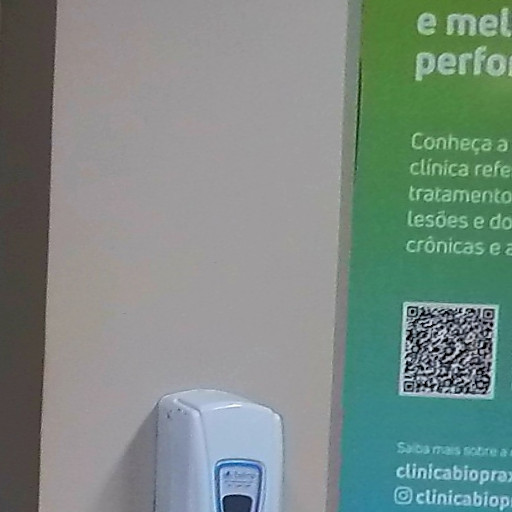 e mel
perfor
Conheça a
clínica refe
tratamento
lesões e do
crônicas e a
Saiba mais sobre a
clinicabioprax
clinicabiop